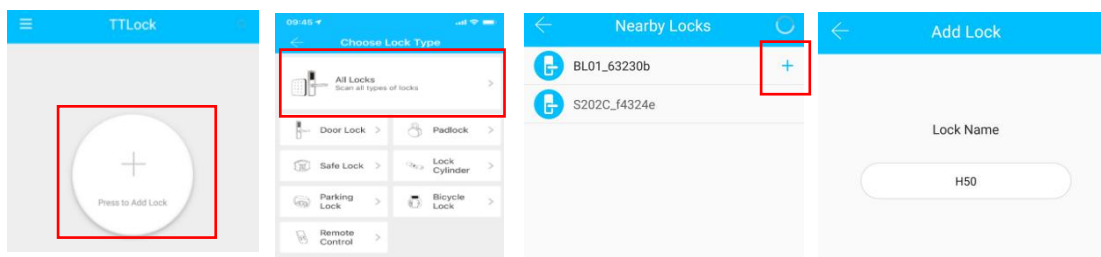 TTLock
Press to Add Lock
09:45
Choose Lock Type
All Locks
Scan all types of locks
Door Lock
Padlock
Safe Lock
Lock
Cylinder
Parking
Lock
Bicycle
Lock
Remote
Control
Nearby Locks
BL01_63230b
S202C_f4324e
Add Lock
Lock Name
H50